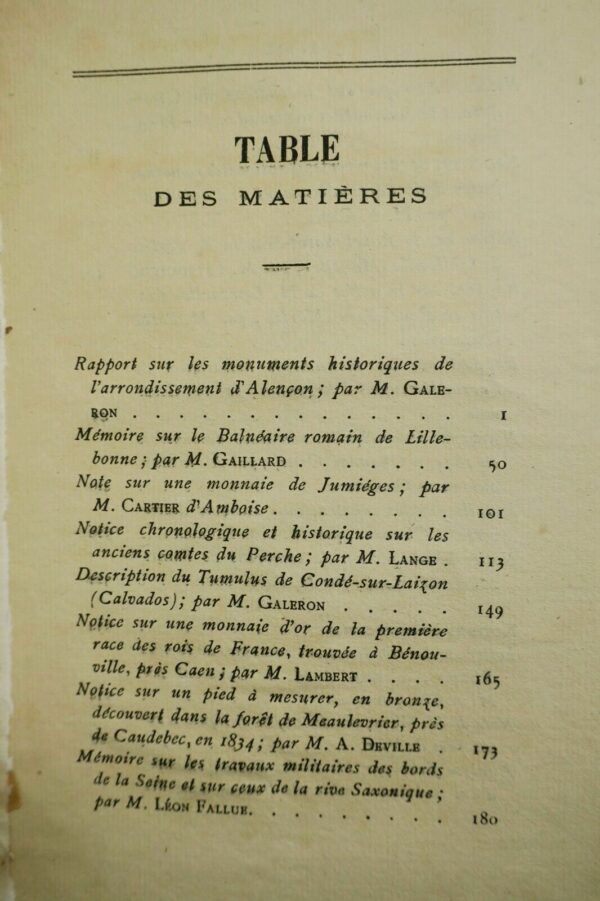 TABLE
DES MATIÈRES
Rapport sur les monuments historiques de
l'arrondissement d'Alençon ; par M. GALE-
RON . . . . . . . . . . . . . . 1
Mémoire sur le Balnéaire romain de Lille-
bonne ; par M. GAILLARD . . . . . . . 50
Note sur une monnaie de Jumiéges ; par
M. CARTIER d'Amboise . . . . . . . . 101
Notice chronologique et historique sur les
anciens comtes du Perche ; par M. LANGE . 113
Description du Tumulus de Condé-sur-Laizon
(Calvados) ; par M. GALERON . . . . . 149
Notice sur une monnaie d'or de la première
race des rois de France, trouvée à Bénou-
ville, près Caen ; par M. LAMBERT . . . . 165
Notice sur un pied à mesurer, en bronze,
découvert dans la forêt de Meaulevrier, près
de Caudebec, en 1834 ; par M. A. DEVILLE . 173
Mémoire sur les travaux militaires des bords
de la Seine et sur ceux de la rive Saxonique ;
par M. LÉON FALLUE. . . . . . . . . 180